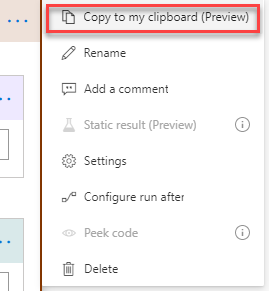 Copy to my clipboard (Preview)
Rename
Add a comment
Static result (Preview)
Settings
Configure run after
Peek code
Delete